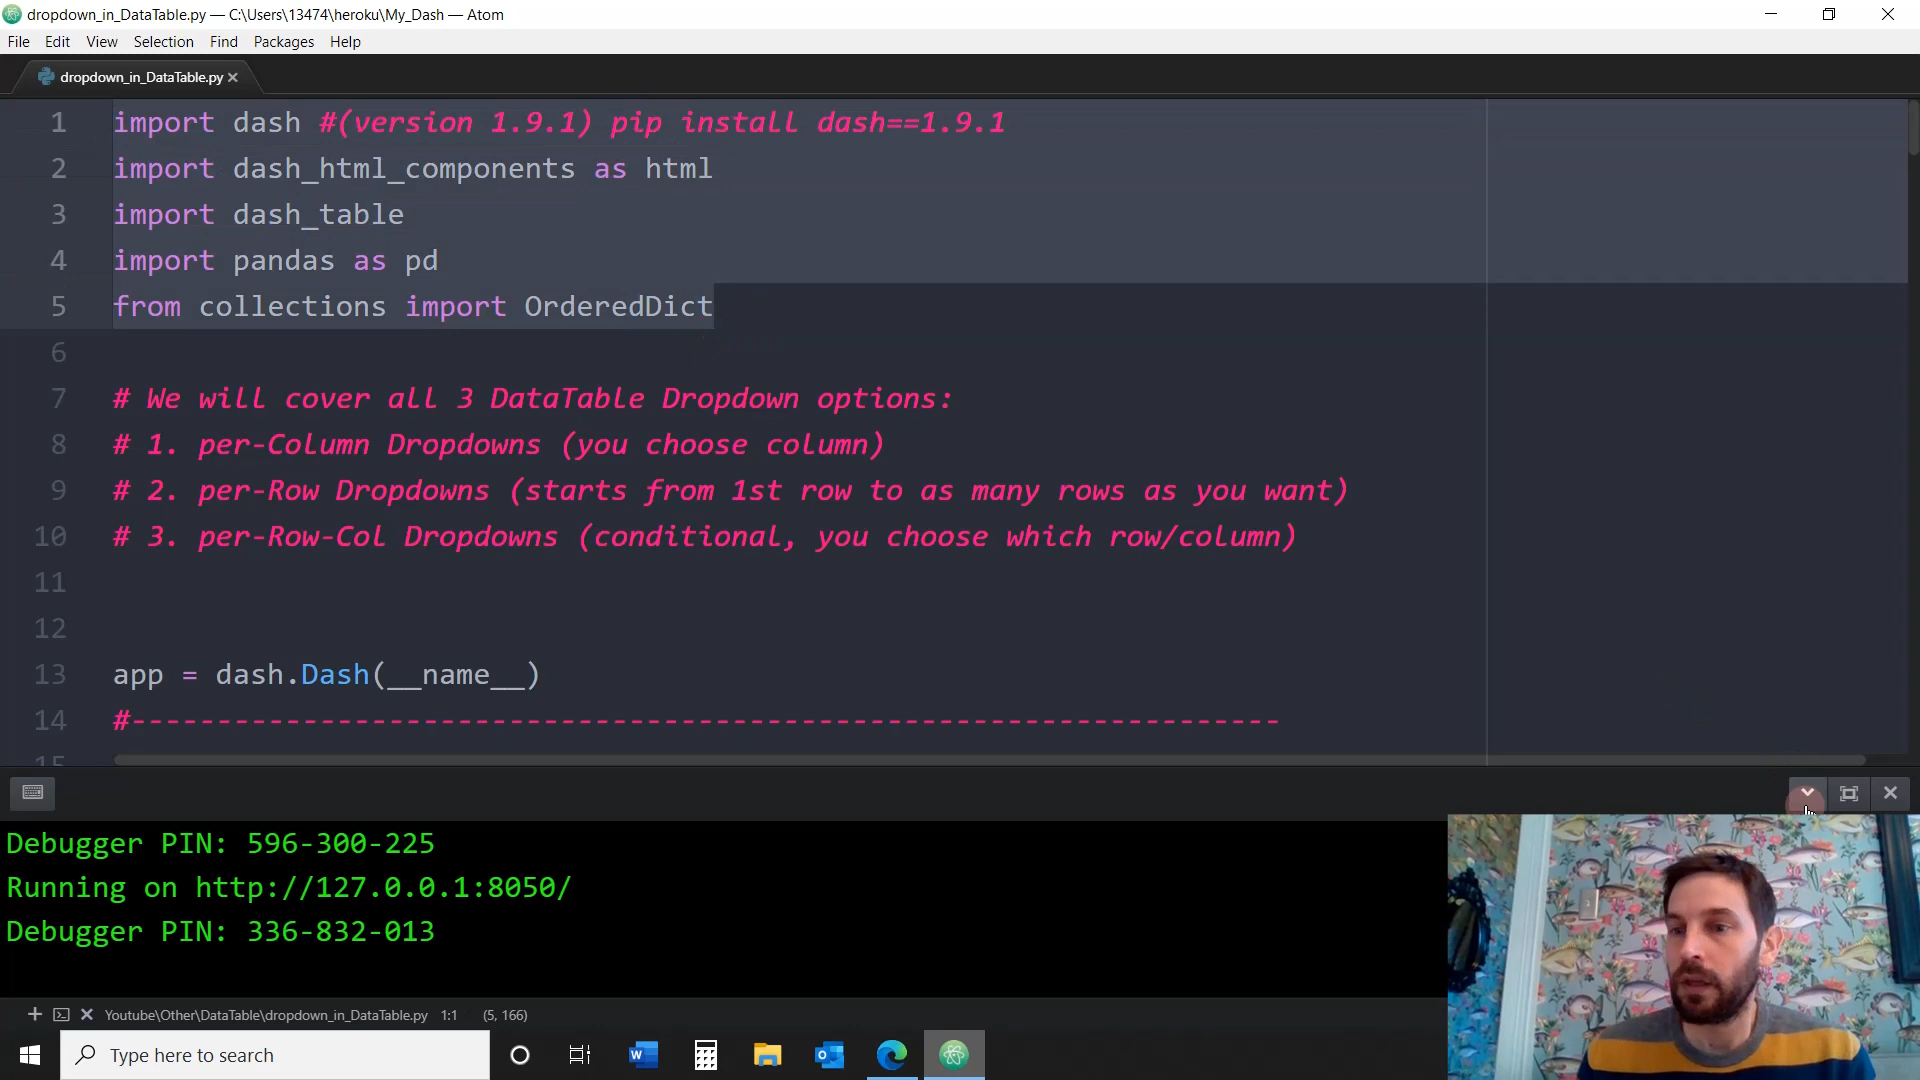 dropdown_in_DataTable.py — C:\Users\13474\heroku\My_Dash — Atom
File Edit View Selection Find Packages Help
dropdown_in_DataTable.py
1 import dash #(version 1.9.1) pip install dash==1.9.1
2 import dash_html_components as html
3 import dash_table
4 import pandas as pd
5 from collections import OrderedDict
6
7 # We will cover all 3 DataTable Dropdown options:
8 # 1. per-Column Dropdowns (you choose column)
9 # 2. per-Row Dropdowns (starts from 1st row to as many rows as you want)
10 # 3. per-Row-Col Dropdowns (conditional, you choose which row/column)
11
12
13 app = dash.Dash(__name__)
14 #-------------------------------------------------------------------
15
Debugger PIN: 596-300-225
Running on http://127.0.0.1:8050/
Debugger PIN: 336-832-013
Youtube\Other\DataTable\dropdown_in_DataTable.py 1:1 (5, 166)
Type here to search